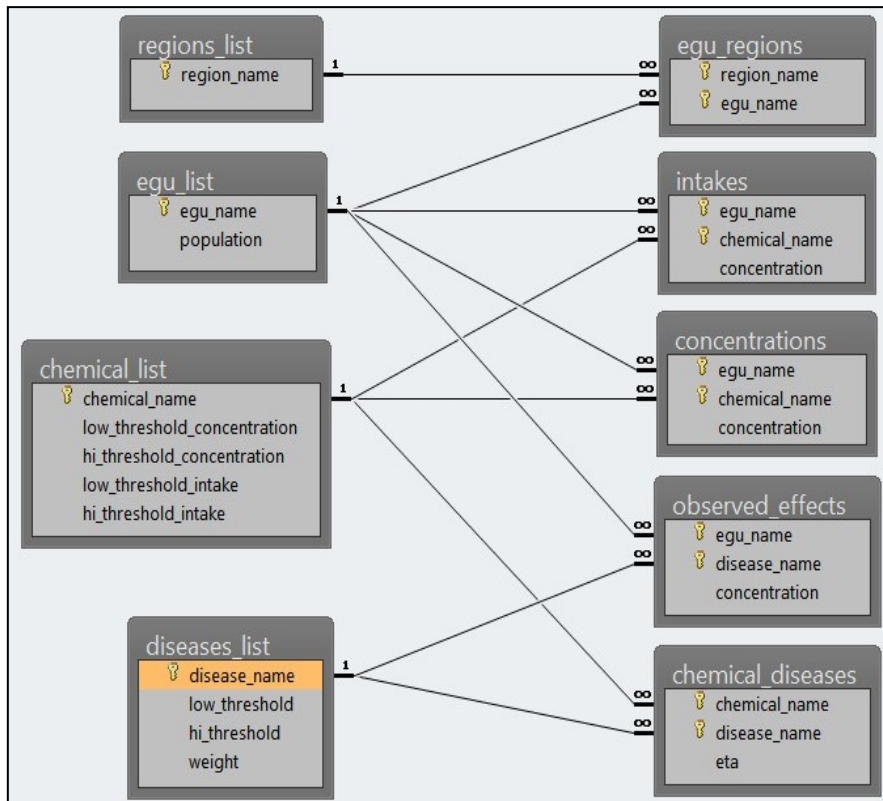 regions_list
region_name
1
∞
egu_regions
region_name
∞
egu_name
egu_list
egu_name
population
1
∞
intakes
egu_name
∞
chemical_name
concentration
chemical_list
chemical_name
low_threshold_concentration
hi_threshold_concentration
low_threshold_intake
hi_threshold_intake
1
∞
concentrations
egu_name
∞
chemical_name
concentration
∞
observed_effects
egu_name
∞
disease_name
concentration
diseases_list
disease_name
low_threshold
hi_threshold
weight
1
∞
chemical_diseases
chemical_name
∞
disease_name
eta